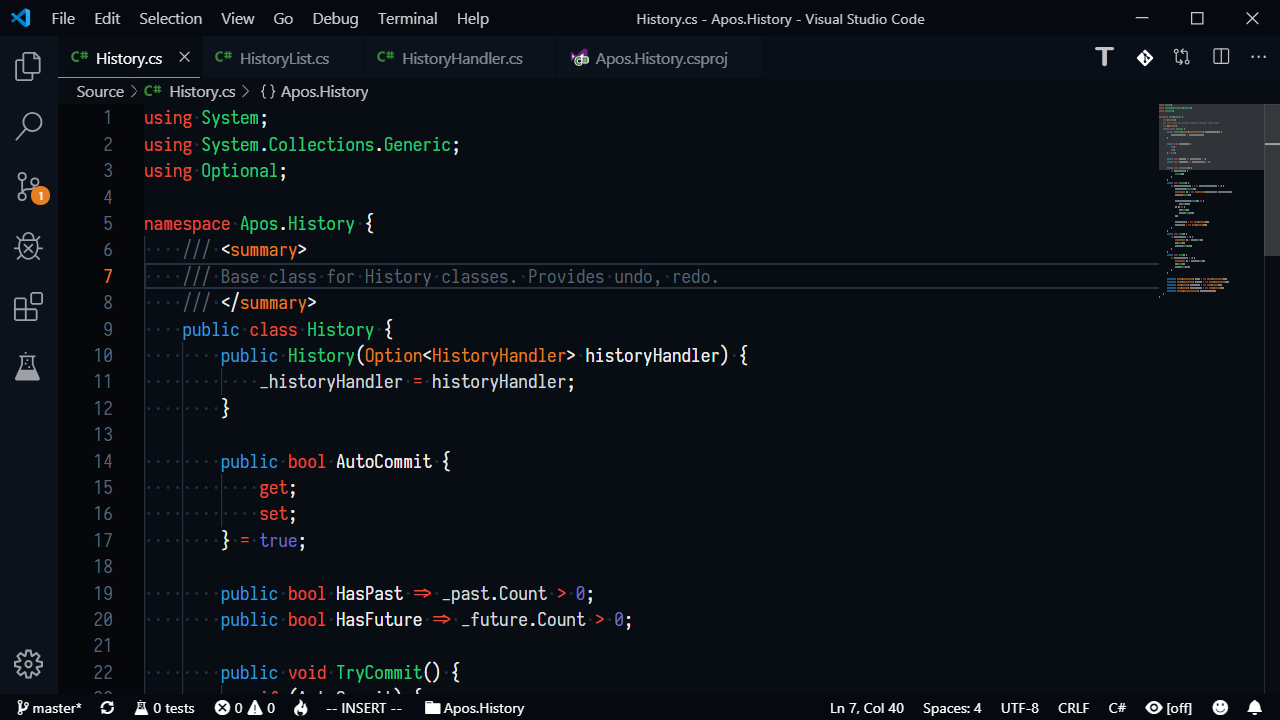 File Edit Selection View Go Debug Terminal Help History.cs - Apos.History - Visual Studio Code
C# History.cs C# HistoryList.cs C# HistoryHandler.cs Apos.History.csproj T
Source > C# History.cs > {} Apos.History
1 using System;
2 using System.Collections.Generic;
3 using Optional;
4
5 namespace Apos.History {
6 /// <summary>
7 /// Base class for History classes. Provides undo, redo.
8 /// </summary>
9 public class History {
10 public History(Option<HistoryHandler> historyHandler) {
11 _historyHandler = historyHandler;
12 }
13
14 public bool AutoCommit {
15 get;
16 set;
17 } = true;
18
19 public bool HasPast => _past.Count > 0;
20 public bool HasFuture => _future.Count > 0;
21
22 public void TryCommit() {
1
master* 0 tests 0 0 -- INSERT -- Apos.History Ln 7, Col 40 Spaces: 4 UTF-8 CRLF C# [off]